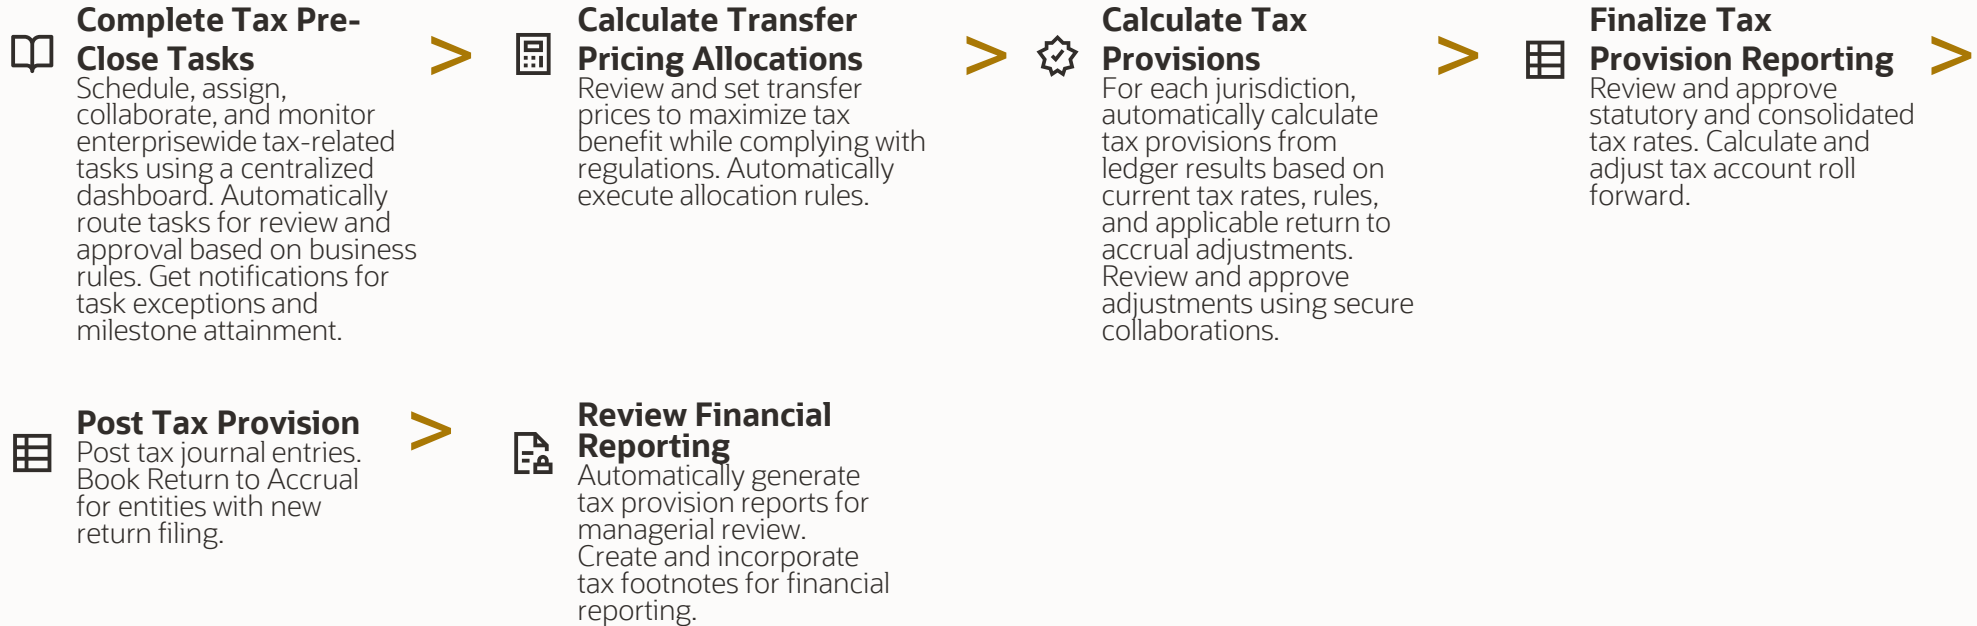 Complete Tax Pre-
Close Tasks
Schedule, assign,
collaborate, and monitor
enterprisewide tax-related
tasks using a centralized
dashboard. Automatically
route tasks for review and
approval based on business
rules. Get notifications for
task exceptions and
milestone attainment.
>
Calculate Transfer
Pricing Allocations
Review and set transfer
prices to maximize tax
benefit while complying with
regulations. Automatically
execute allocation rules.
>
Calculate Tax
Provisions
For each jurisdiction,
automatically calculate
tax provisions from
ledger results based on
current tax rates, rules,
and applicable return to
accrual adjustments.
Review and approve
adjustments using secure
collaborations.
>
Finalize Tax
Provision Reporting
Review and approve
statutory and consolidated
tax rates. Calculate and
adjust tax account roll
forward.
>
Post Tax Provision
Post tax journal entries.
Book Return to Accrual
for entities with new
return filing.
>
Review Financial
Reporting
Automatically generate
tax provision reports for
managerial review.
Create and incorporate
tax footnotes for financial
reporting.